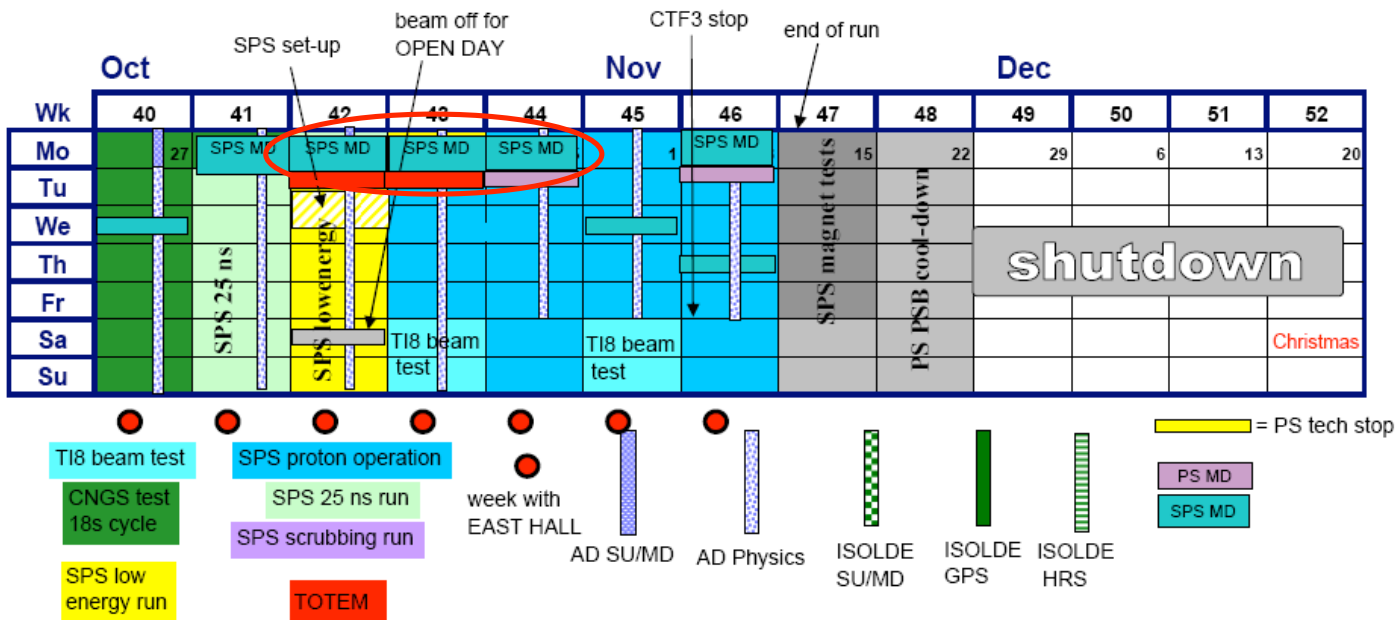 beam off for
OPEN DAY
SPS set-up
CTF3 stop
end of run
Oct Nov Dec
Wk 40 41 42 43 44 45 46 47 48 49 50 51 52
Mo 27 SPS MD SPS MD SPS MD SPS MD 1 SPS MD 15 22 29 6 13 20
Tu
We
Th
Fr
Sa
Su
SPS 25 ns
SPS lowenergy
TI8 beam
test
TI8 beam
test
SPS magnet tests
PS PSB cool-down
shutdown
Christmas
TI8 beam test
CNGS test
18s cycle
SPS low
energy run
SPS proton operation
SPS 25 ns run
SPS scrubbing run
TOTEM
week with
EAST HALL
AD SU/MD
AD Physics
ISOLDE
SU/MD
ISOLDE
GPS
ISOLDE
HRS
= PS tech stop
PS MD
SPS MD